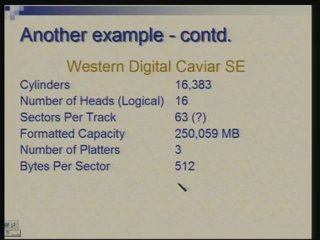 Another example - contd.
Western Digital Caviar SE
Cylinders 16,383
Number of Heads (Logical) 16
Sectors Per Track 63 (?)
Formatted Capacity 250,059 MB
Number of Platters 3
Bytes Per Sector 512